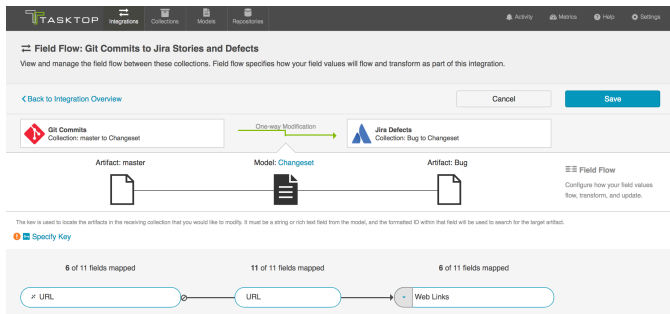 TASKTOP
Integrations
Collections
Models
Repositories
Activity
Metrics
Help
Settings
Field Flow: Git Commits to Jira Stories and Defects
View and manage the field flow between these collections. Field flow specifies how your field values will flow and transform as part of this integration.
Back to Integration Overview
Cancel
Save
Git Commits
Collection: master to Changeset
One-way Modification
Jira Defects
Collection: Bug to Changeset
Artifact: master
Model: Changeset
Artifact: Bug
Field Flow
Configure how your field values
flow, transform, and update.
The key is used to locate the artifacts in the receiving collection that you would like to modify. It must be a string or rich text field from the model, and the formatted ID within that field will be used to search for the target artifact.
Specify Key
6 of 11 fields mapped
11 of 11 fields mapped
6 of 11 fields mapped
URL
URL
Web Links